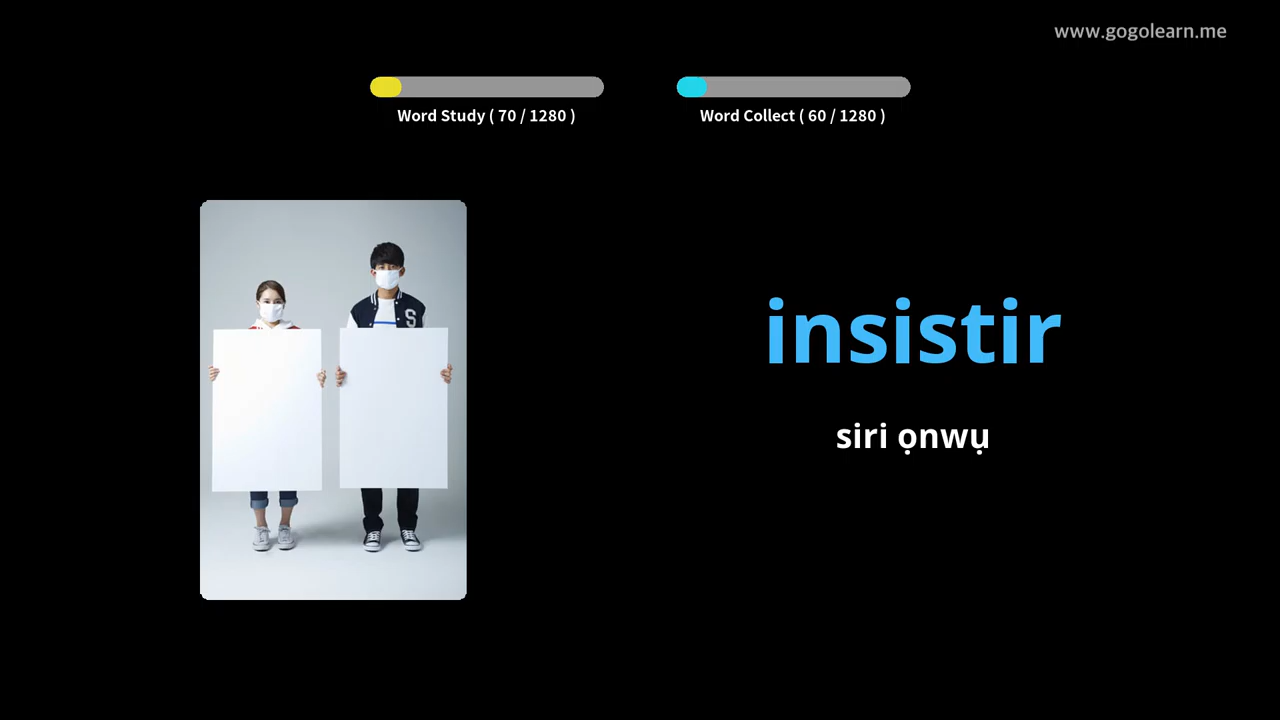 www.gogolearn.me
Word Study ( 70 / 1280 )
Word Collect ( 60 / 1280 )
S
insistir
siri ọnwụ